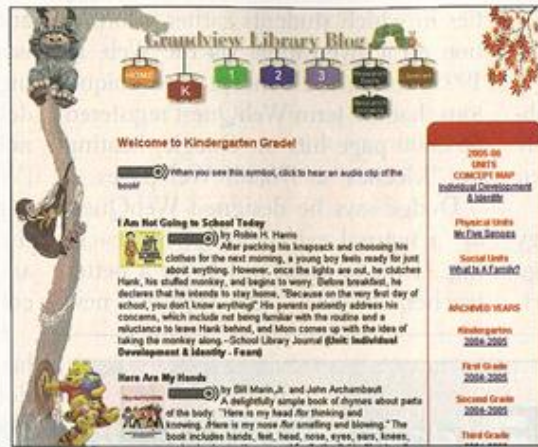 Grandview Library Blog
HOME
K
1
2
3
Welcome to Kindergarten Grade!
When you see this symbol, click to hear an audio clip of the
book!
I Am Not Going to School Today
by Robie H. Harris
After packing his knapsack and choosing his
clothes for the next morning, a young boy feels ready for just
about anything. However, once the lights are out, he clutches
Hank, his stuffed monkey, and begins to worry. Before breakfast, he
declares that he intends to stay home, "Because on the very first day of
school, you don't know anything!" His parents patiently address his
concerns, which include not being familiar with the routine and a
reluctance to leave Hank behind, and Mom comes up with the idea of
taking the monkey along.-School Library Journal (Unit: Individual
Development & Identity - Fears)
Here Are My Hands
by Bill Martin,Jr. and John Archambault
A delightfully simple book of rhymes about parts
of the body: "Here is my head /for thinking and
knowing. /Here is my nose /for smelling and blowing." The
book includes hands, feet, head, nose, eyes, ears, knees,
2005-06
UNITS
CONCEPT MAP
Individual Development
& Identity
Physical Units
My Five Senses
Social Units
What Is A Family?
ARCHIVED YEARS
Kindergarten
2004-2005
First Grade
2004-2005
Second Grade
2004-2005
Third Grade